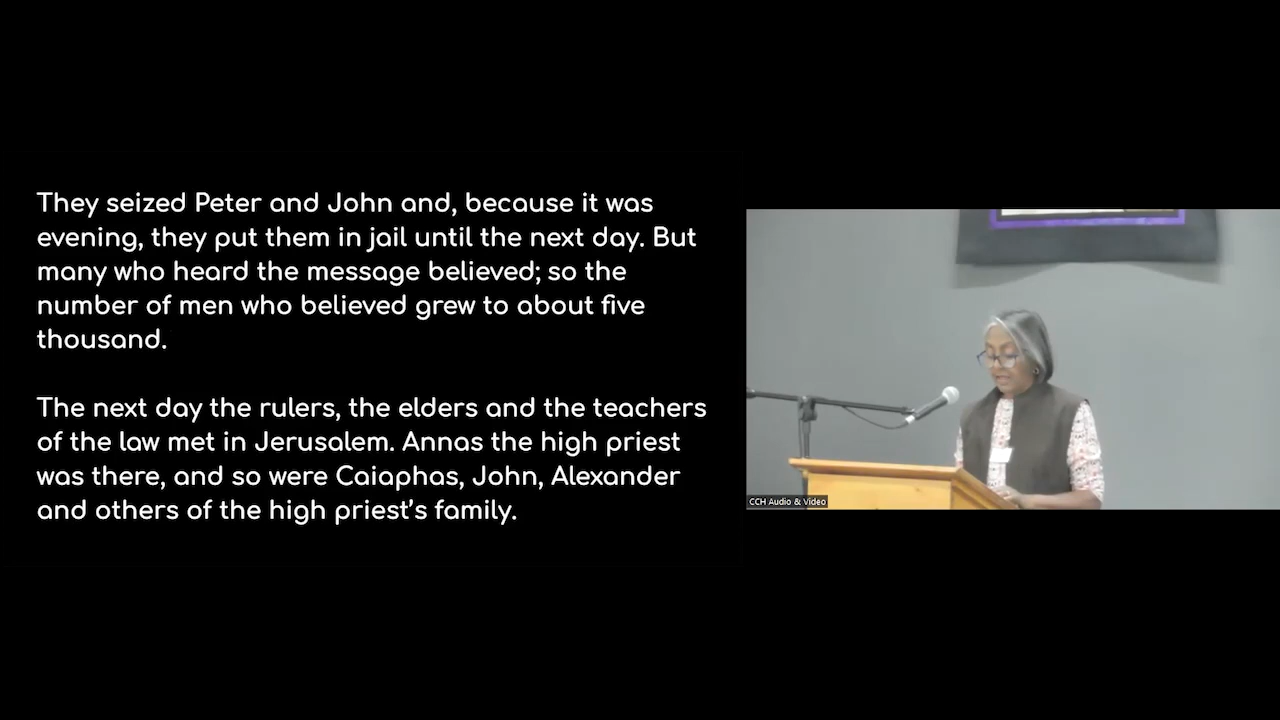 They seized Peter and John and, because it was
evening, they put them in jail until the next day. But
many who heard the message believed; so the
number of men who believed grew to about five
thousand.
The next day the rulers, the elders and the teachers
of the law met in Jerusalem. Annas the high priest
was there, and so were Caiaphas, John, Alexander
and others of the high priest’s family.
CCH Audio & Video